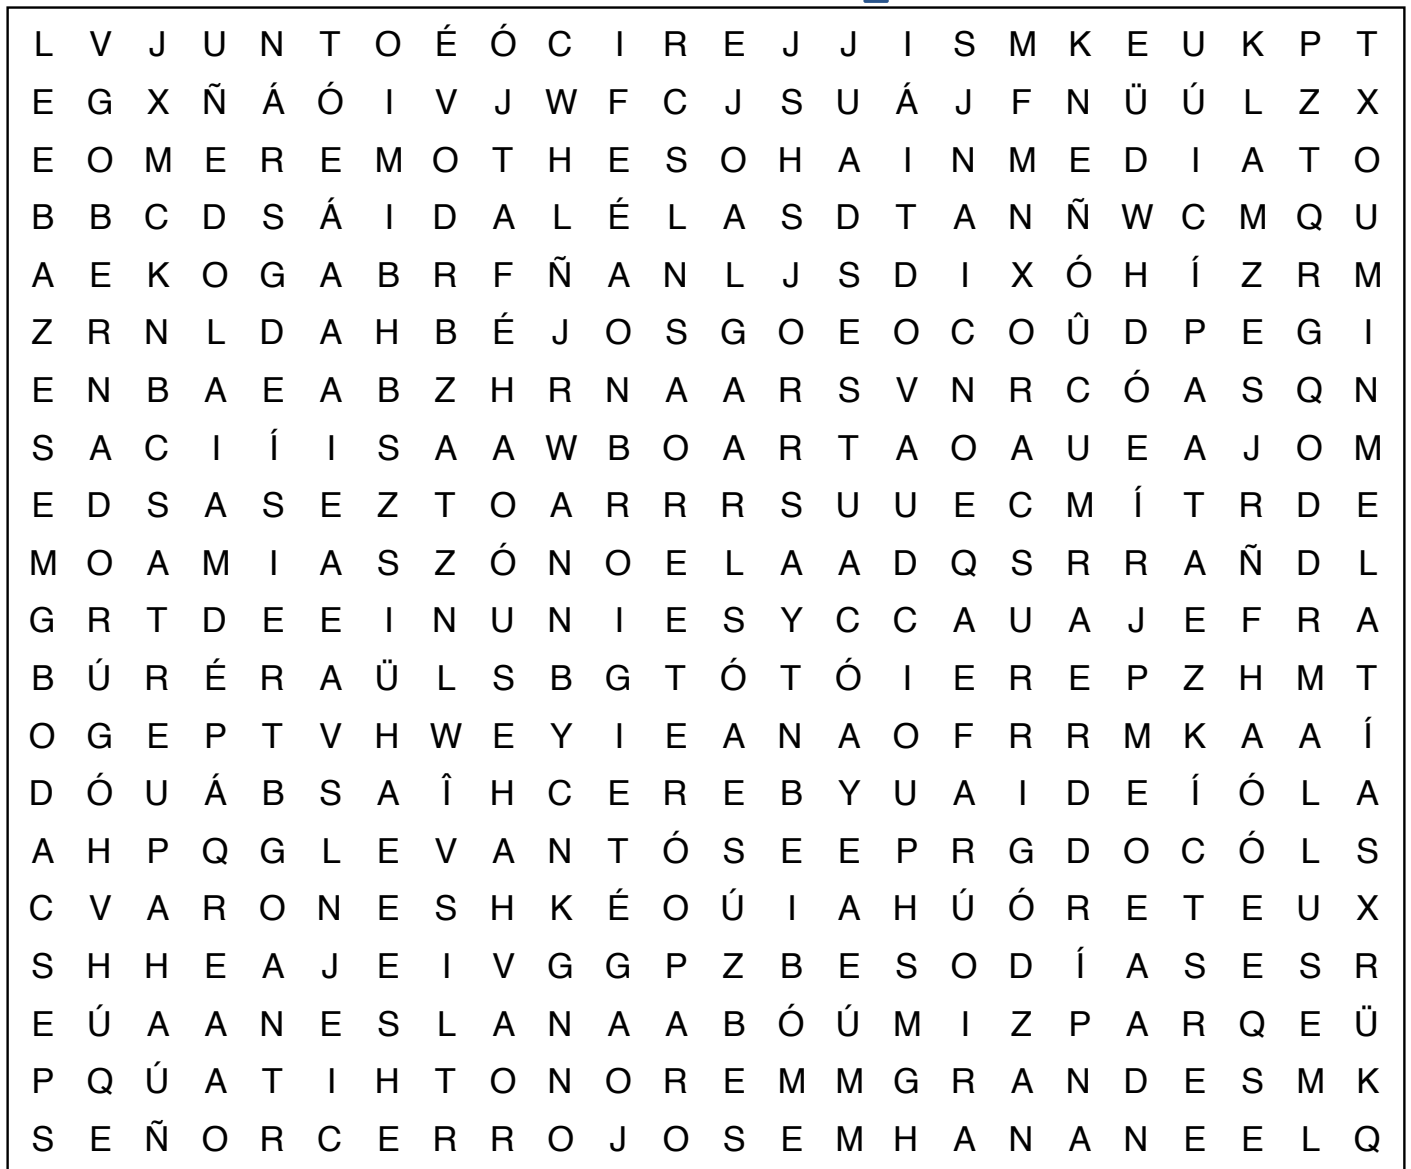 L V J U N T O É Ó C I R E J J I S M K E U K P T
E G X Ñ Á Ó I V J W F C J S U Á J F N Ü Ú L Z X
E O M E R E M O T H E S O H A I N M E D I A T O
B B C D S Á I D A L É L A S D T A N Ñ W C M Q U
A E K O G A B R F Ñ A N L J S D I X Ó H Í Z R M
Z R N L D A H B É J O S G O E O C O Û D P E G I
E N B A E A B Z H R N A A R S V N R C Ó A S Q N
S A C I Í I S A A W B O A R T A O A U E A J O M
E D S A S E Z T O A R R R S U U E C M Í T R D E
M O A M I A S Z Ó N O E L A A D Q S R R A Ñ D L
G R T D E E I N U N I E S Y C C A U A J E F R A
B Ú R É R A Ü L S B G T Ó T Ó I E R E P Z H M T
O G E P T V H W E Y I E A N A O F R R M K A A Í
D Ó U Á B S A Î H C E R E B Y U A I D E Í Ó L A
A H P Q G L E V A N T Ó S E E P R G D O C Ó L S
C V A R O N E S H K É O Ú I A H Ú Ó R E T E U X
S H H E A J E I V G G P Z B E S O D Í A S E S R
E Ú A A N E S L A N A A B Ó Ú M I Z P A R Q E Ü
P Q Ú A T I H T O N O R E M M G R A N D E S M K
S E Ñ O R C E R R O J O S E M H A N A N E E L Q